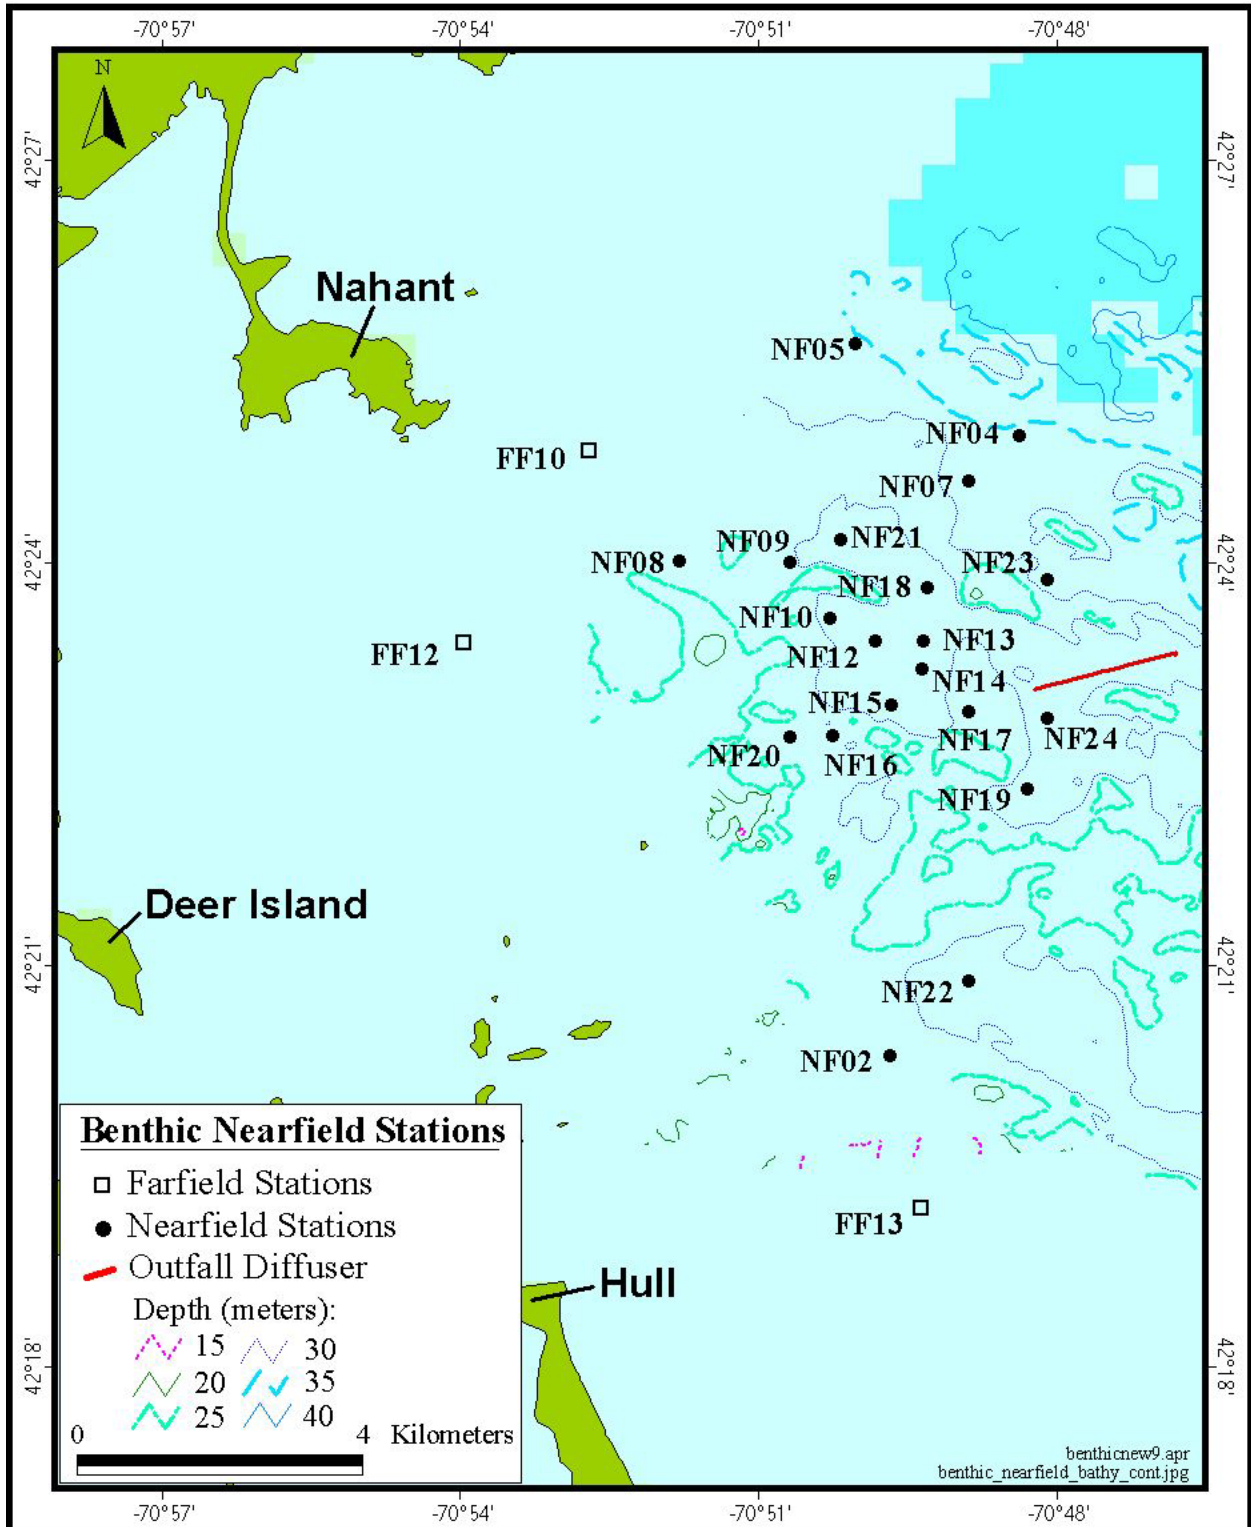 -70°57'
-70°54'
-70°51'
-70°48'
N
42°27'
42°27'
Nahant
NF05
NF04
FF10
NF07
NF21
NF09
NF08
42°24'
42°24'
NF23
NF18
NF10
NF13
FF12
NF12
NF14
NF15
NF17
NF24
NF20
NF16
NF19
Deer Island
42°21'
42°21'
NF22
NF02
Benthic Nearfield Stations
Farfield Stations
FF13
Nearfield Stations
Outfall Diffuser
Hull
Depth (meters):
15
30
20
35
25
40
42°18'
42°18'
0 4 Kilometers
benthicnew9.apr
benthic_nearfield_bathy_cont.jpg
-70°57'
-70°54'
-70°51'
-70°48'